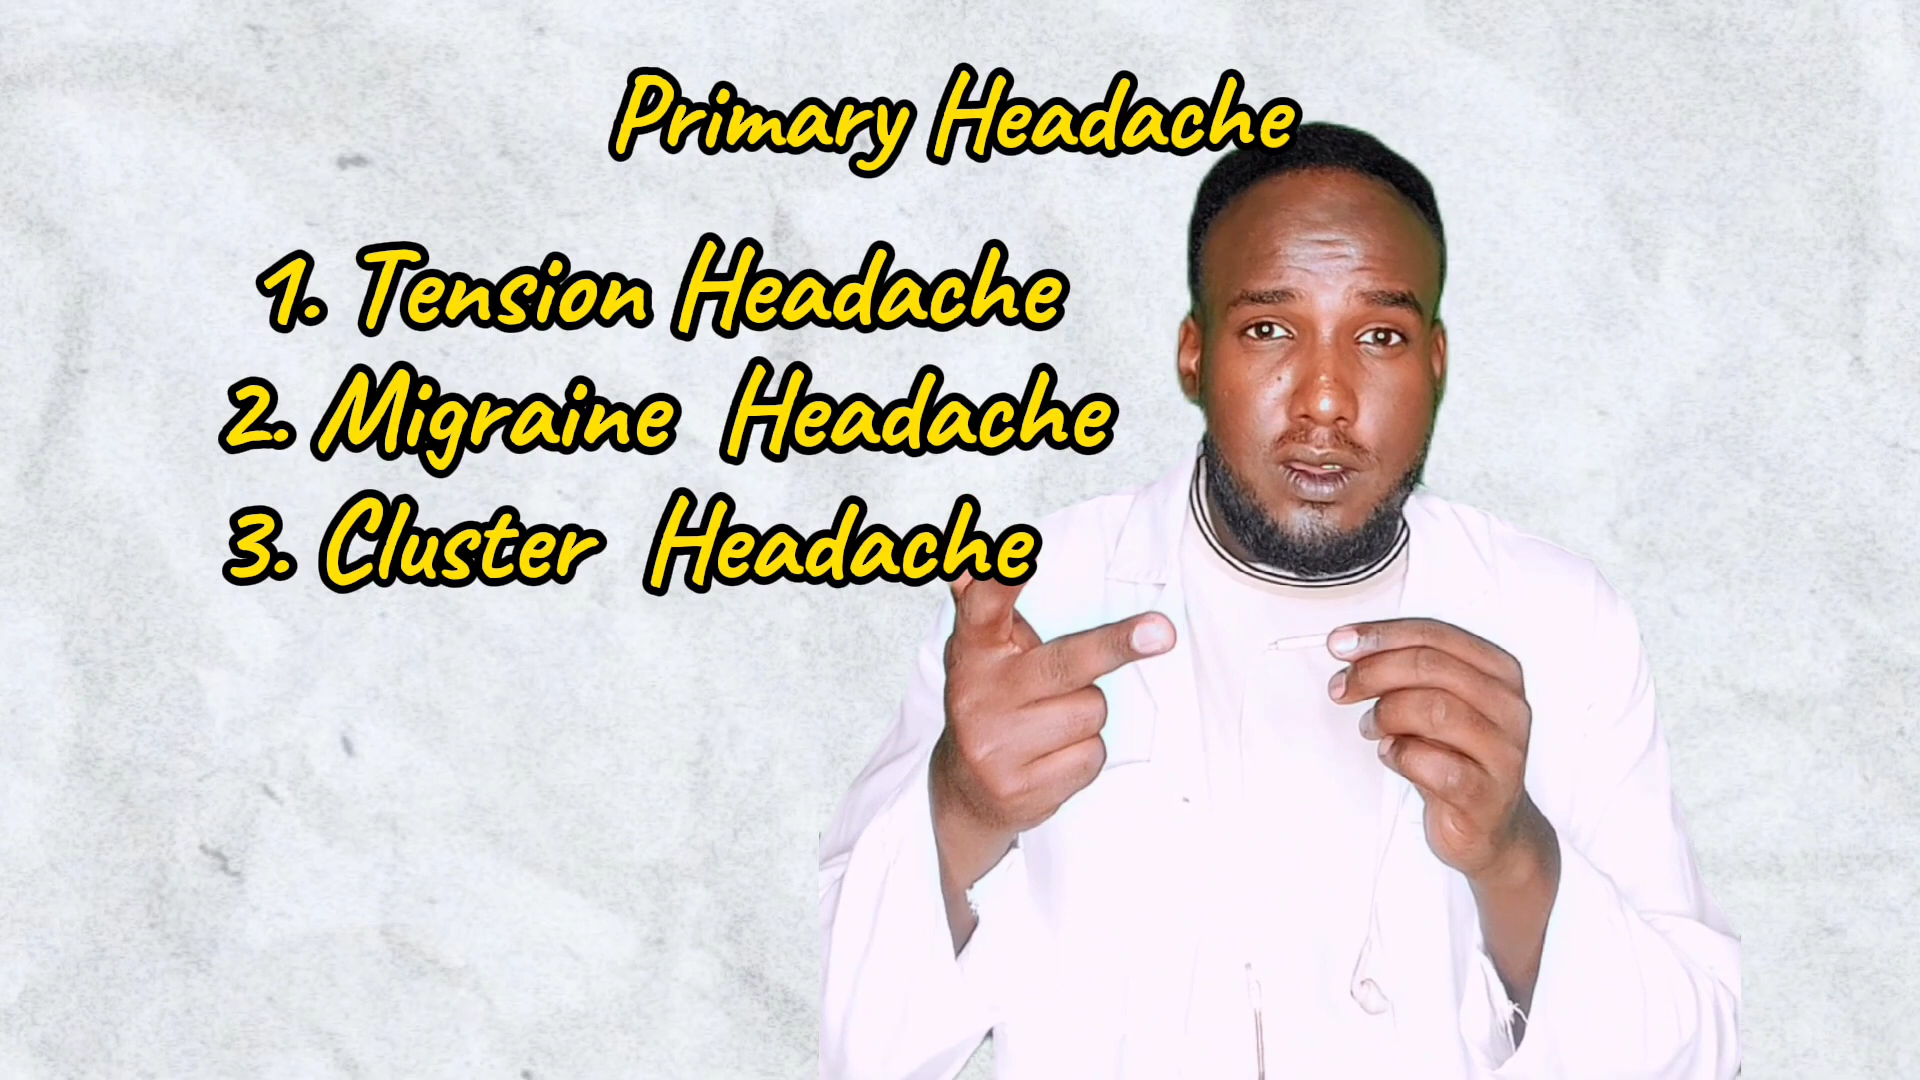 Primary Headache
1. Tension Headache
2. Migraine Headache
3. Cluster Headache